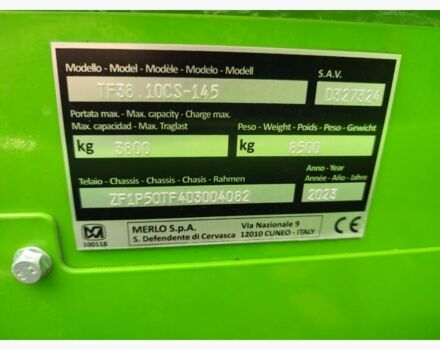 Modello - Model - Modèle - Modelo - Modell
S.A.V.
TF38.10CS-145
D327324
Portata max. - Max. capacity - Charge max.
Max. capacidad - Max. Traglast
Peso - Weight - Poids - Peso - Gewicht
kg 3800
kg 8500
Telaio - Chassis - Chassis - Chasis - Rahmen
Anno - Year
Année - Año - Jahre
ZF1P50TF4D3004082
2023
100118
MERLO S.p.A.
S. Defendente di Cervasca
Via Nazionale 9
12010 CUNEO - ITALY
CE